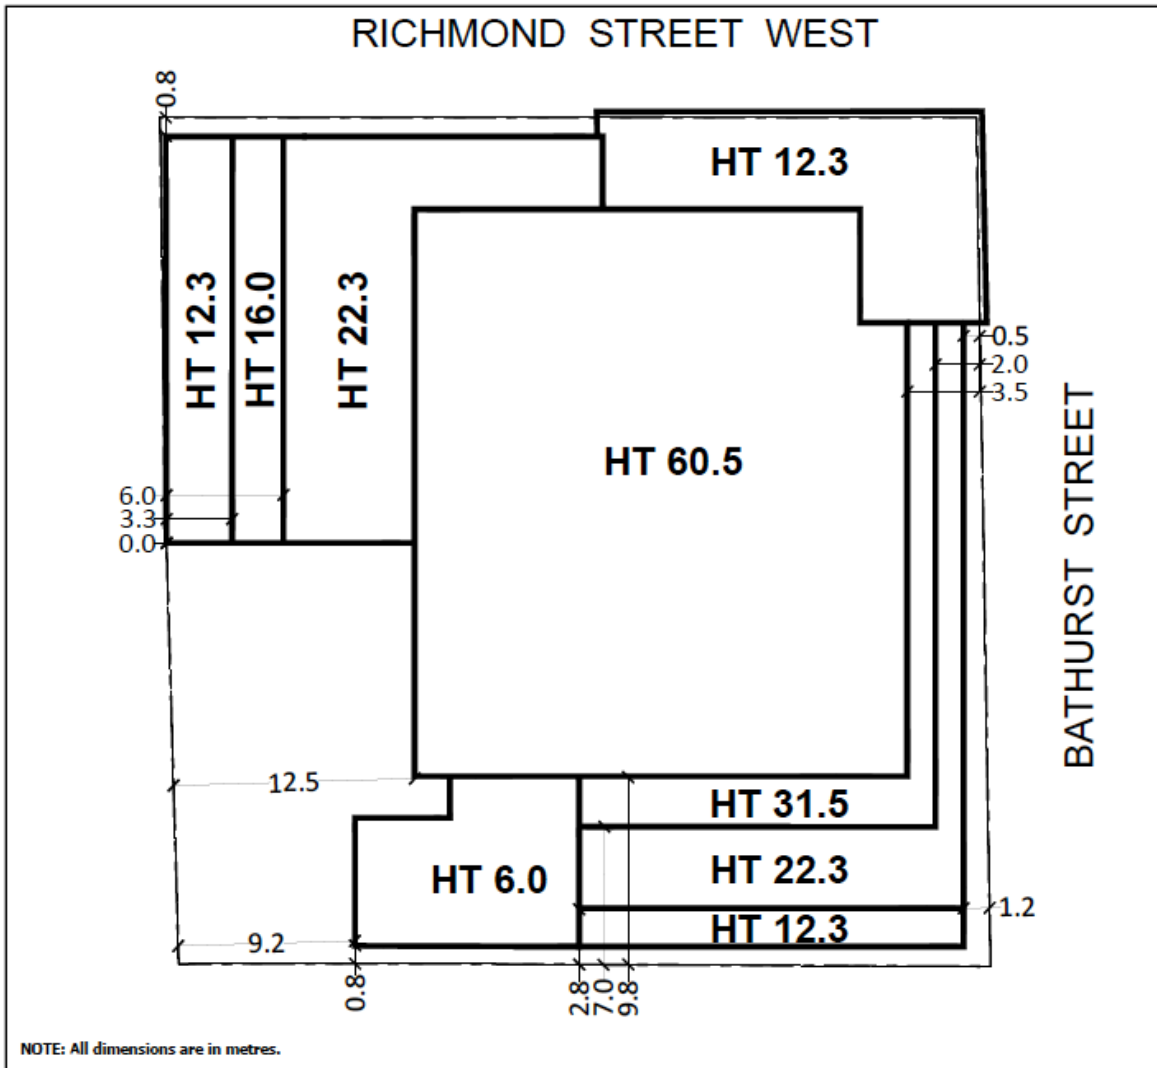 RICHMOND STREET WEST
0.8
HT 12.3
HT 12.3
HT 16.0
HT 22.3
0.5
2.0
3.5
HT 60.5
BATHURST STREET
6.0
3.3
0.0
12.5
HT 31.5
HT 22.3
HT 6.0
1.2
HT 12.3
9.2
0.8
2.8
7.0
9.8
NOTE: All dimensions are in metres.